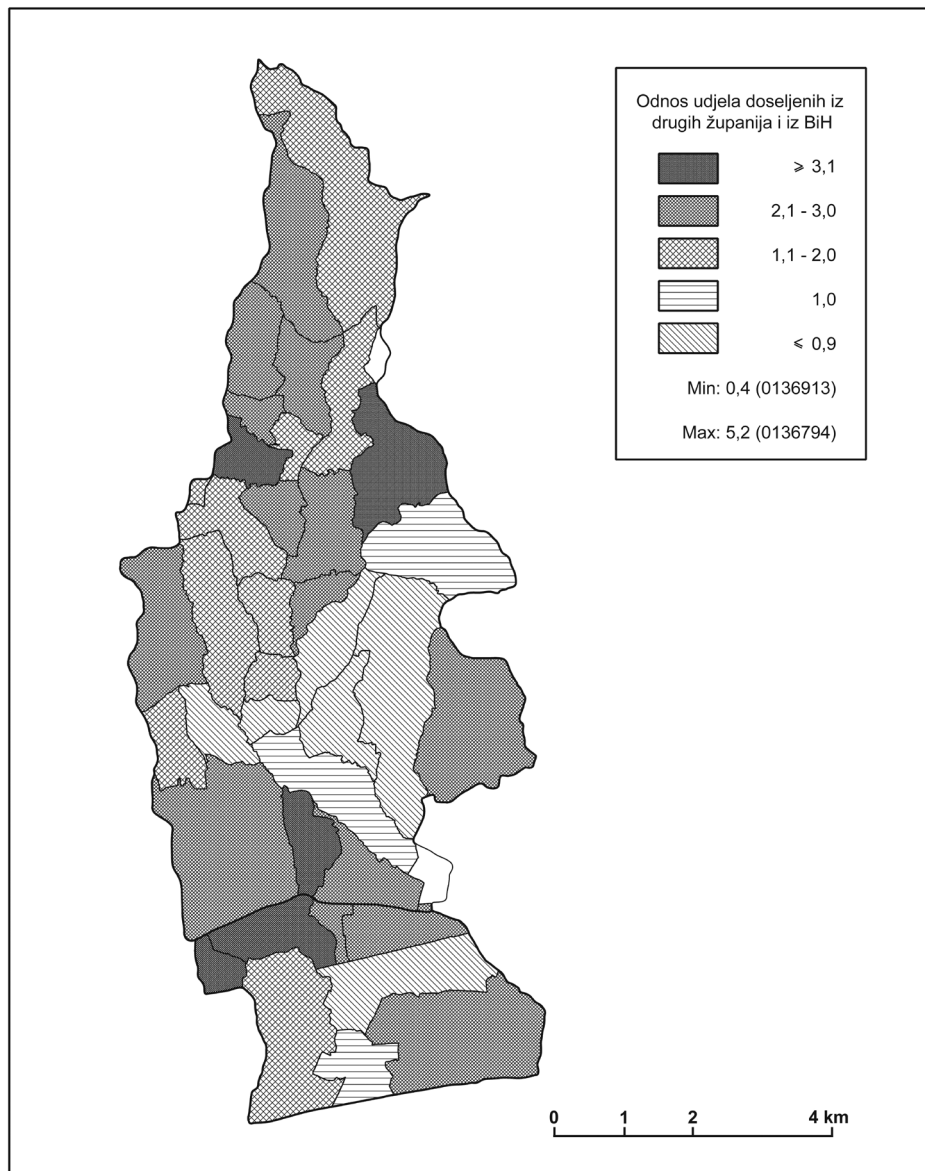 Odnos udjela doseljenih iz
drugih županija i iz BiH
⩾ 3,1
2,1 - 3,0
1,1 - 2,0
1,0
⩽ 0,9
Min: 0,4 (0136913)
Max: 5,2 (0136794)
0 1 2 4 km